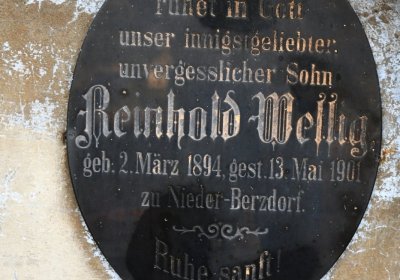 ruhet in Gott
unser innigstgeliebter,
unvergesslicher Sohn
Reinhold Weßig
geb. 2. März 1894, gest. 13. Mai 1901
zu Nieder-Berzdorf.
Ruhe sanft!